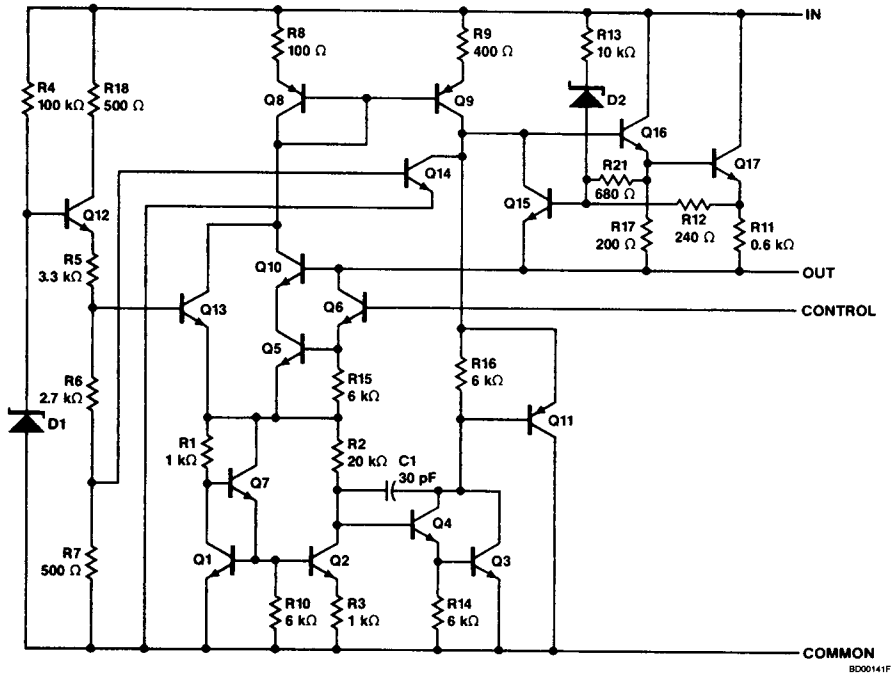 IN
R8
100 Ω
R9
400 Ω
R13
10 kΩ
R4
100 kΩ
R18
500 Ω
Q8
Q9
D2
Q16
Q14
R21
680 Ω
Q17
Q12
Q15
R17
200 Ω
R12
240 Ω
R11
0.6 kΩ
R5
3.3 kΩ
Q10
OUT
Q13
Q6
CONTROL
Q5
R6
2.7 kΩ
R15
6 kΩ
R16
6 kΩ
D1
Q11
R1
1 kΩ
R2
20 kΩ
C1
30 pF
Q7
Q4
R7
500 Ω
Q1
Q2
Q3
R10
6 kΩ
R3
1 kΩ
R14
6 kΩ
COMMON
BD00141F